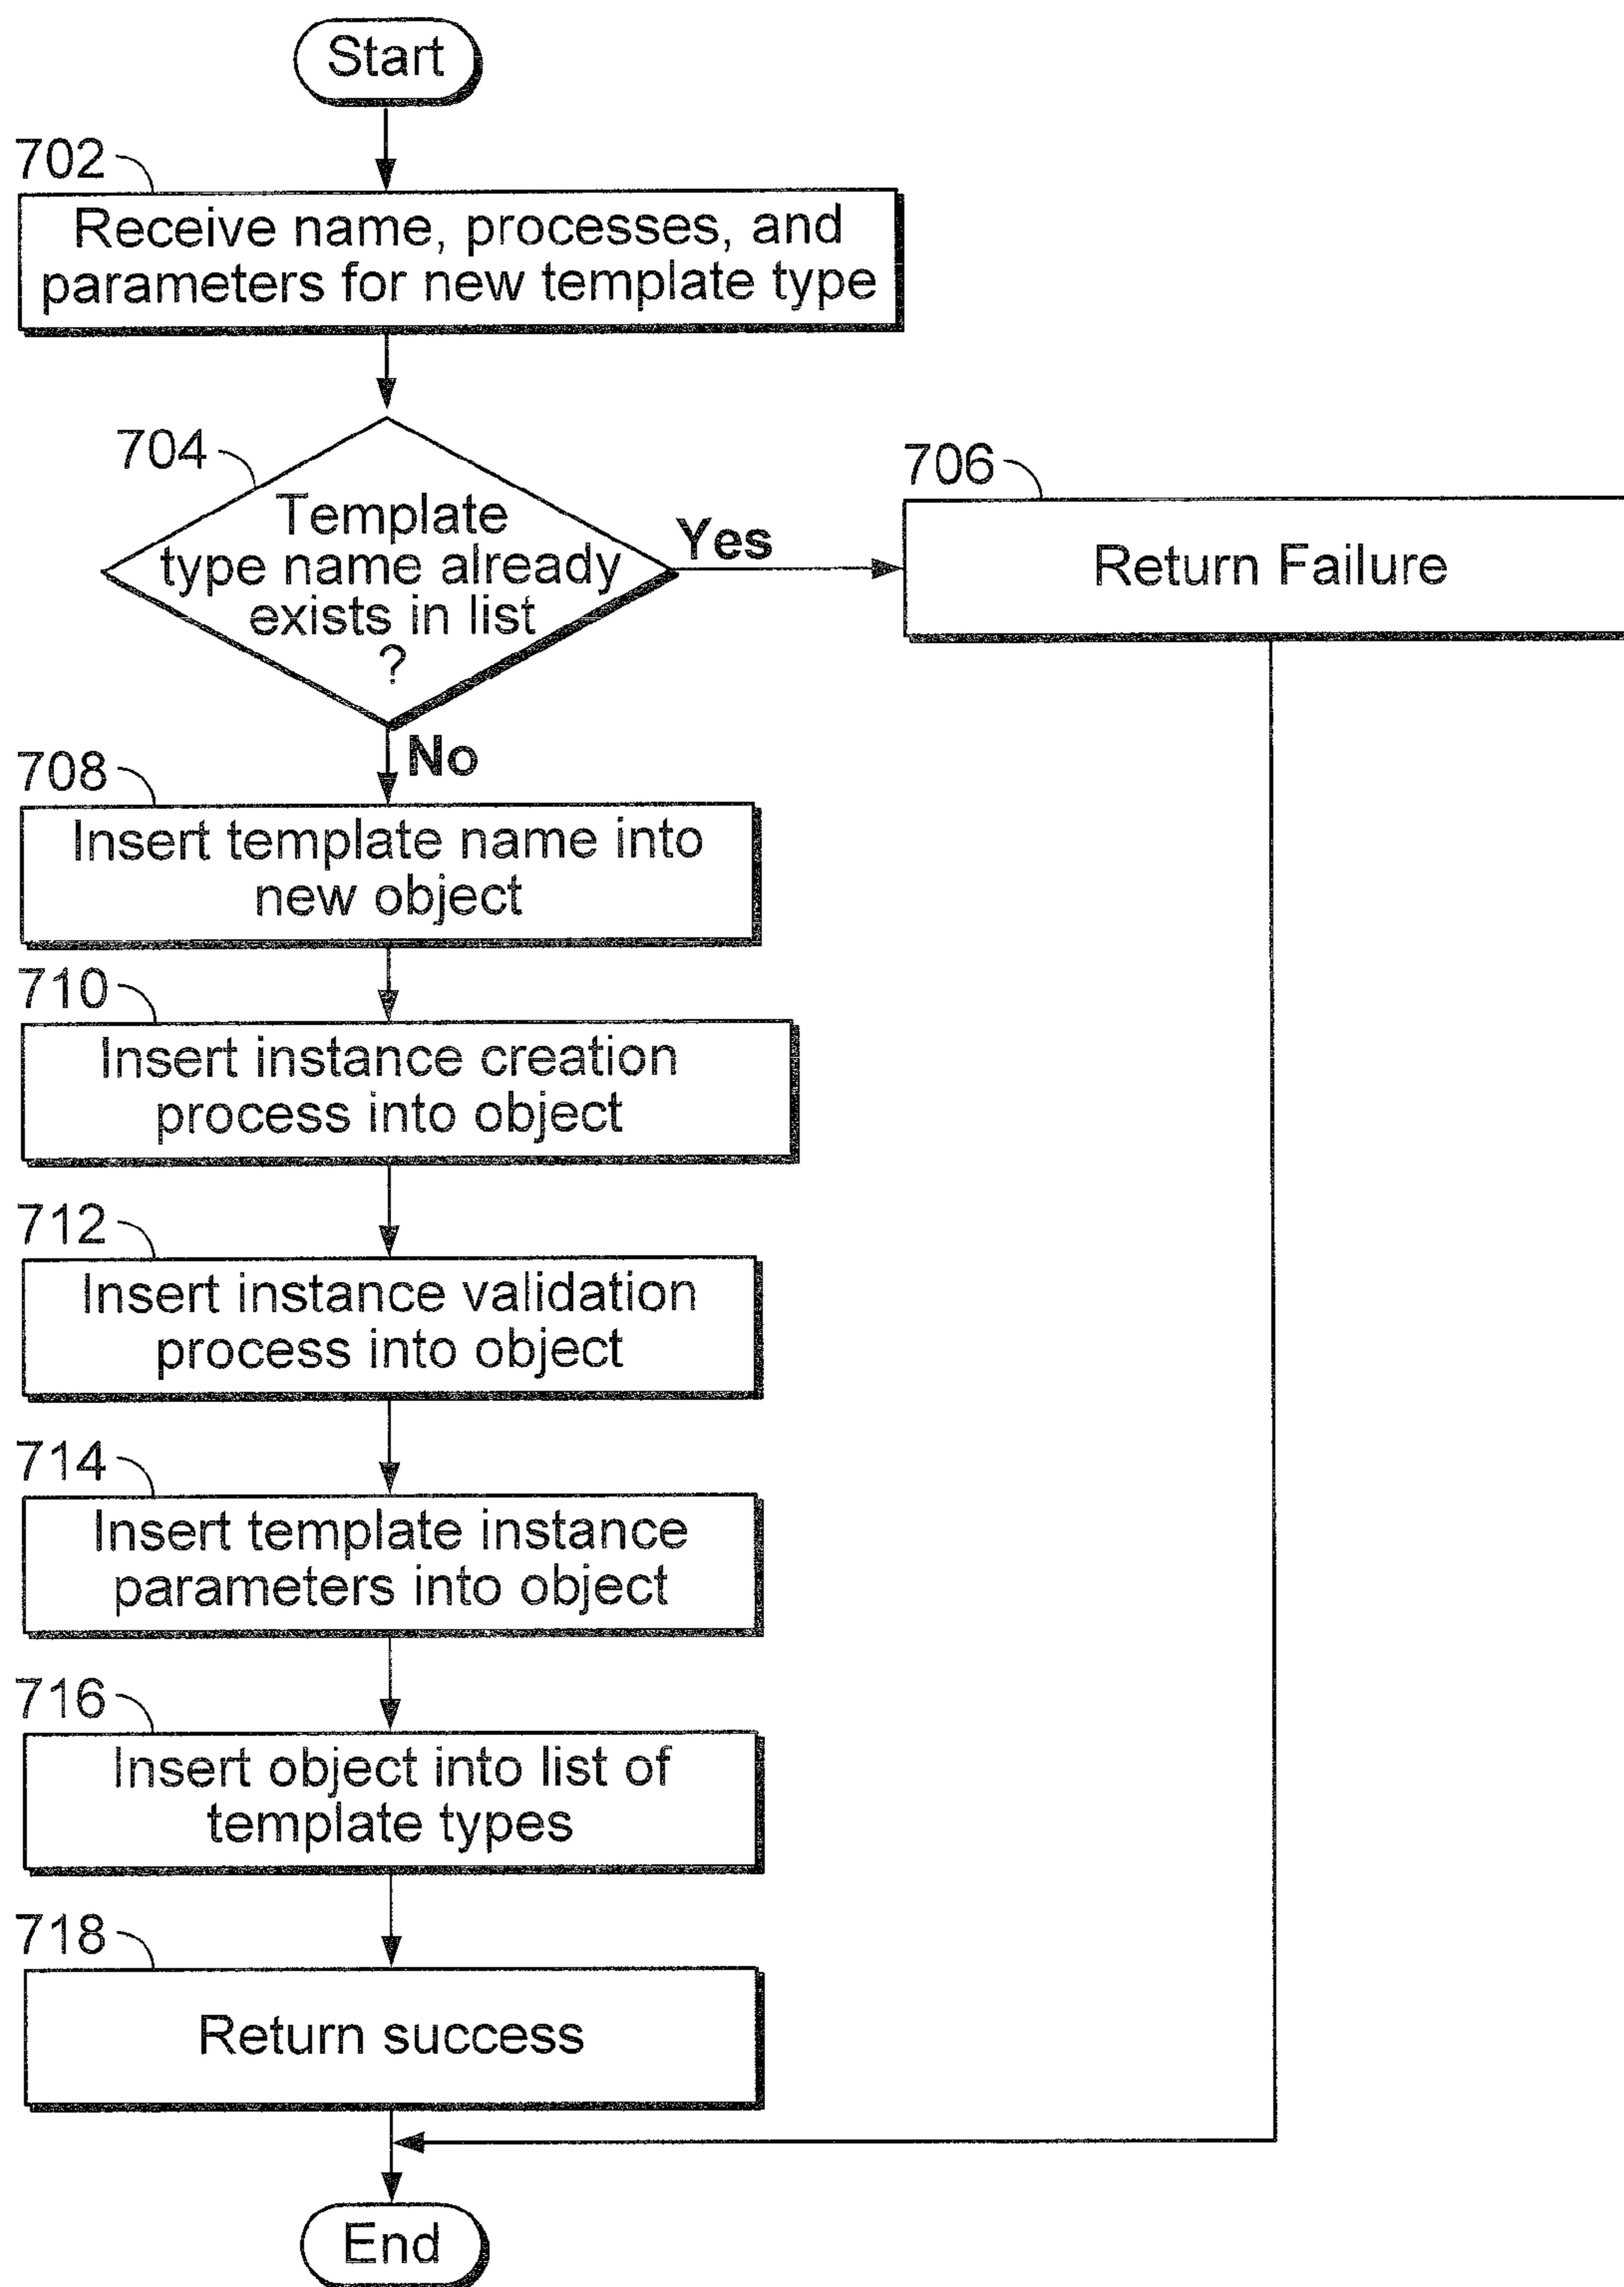 Start
702
Receive name, processes, and
parameters for new template type
704
Template
type name already
exists in list
?
Yes
706
Return Failure
No
708
Insert template name into
new object
710
Insert instance creation
process into object
712
Insert instance validation
process into object
714
Insert template instance
parameters into object
716
Insert object into list of
template types
718
Return success
End